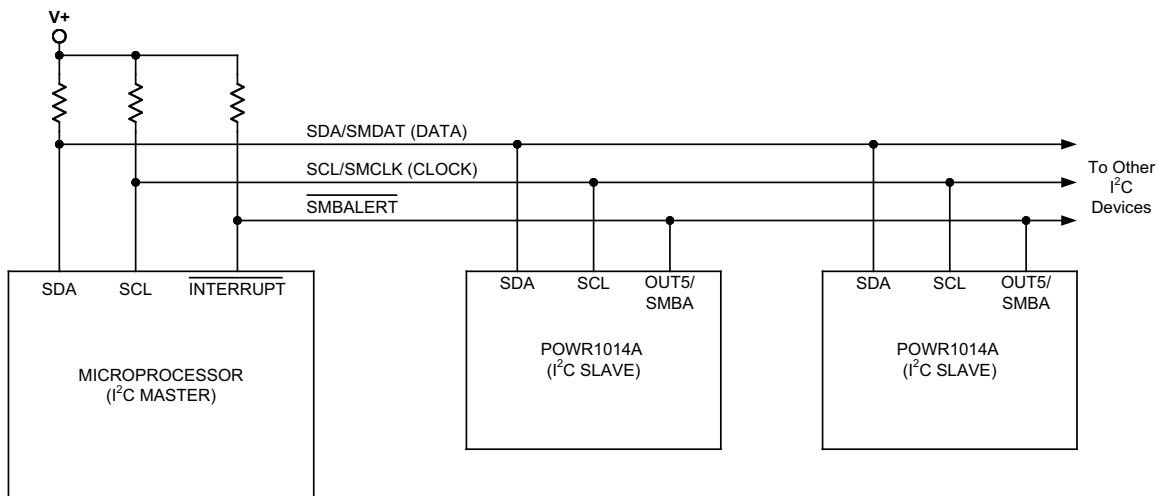 V+
SDA/SMDAT (DATA)
SCL/SMCLK (CLOCK)
SMBALERT
To Other
I²C
Devices
SDA SCL INTERRUPT
MICROPROCESSOR
(I²C MASTER)
SDA SCL OUT5/
SMBA
POWR1014A
(I²C SLAVE)
SDA SCL OUT5/
SMBA
POWR1014A
(I²C SLAVE)